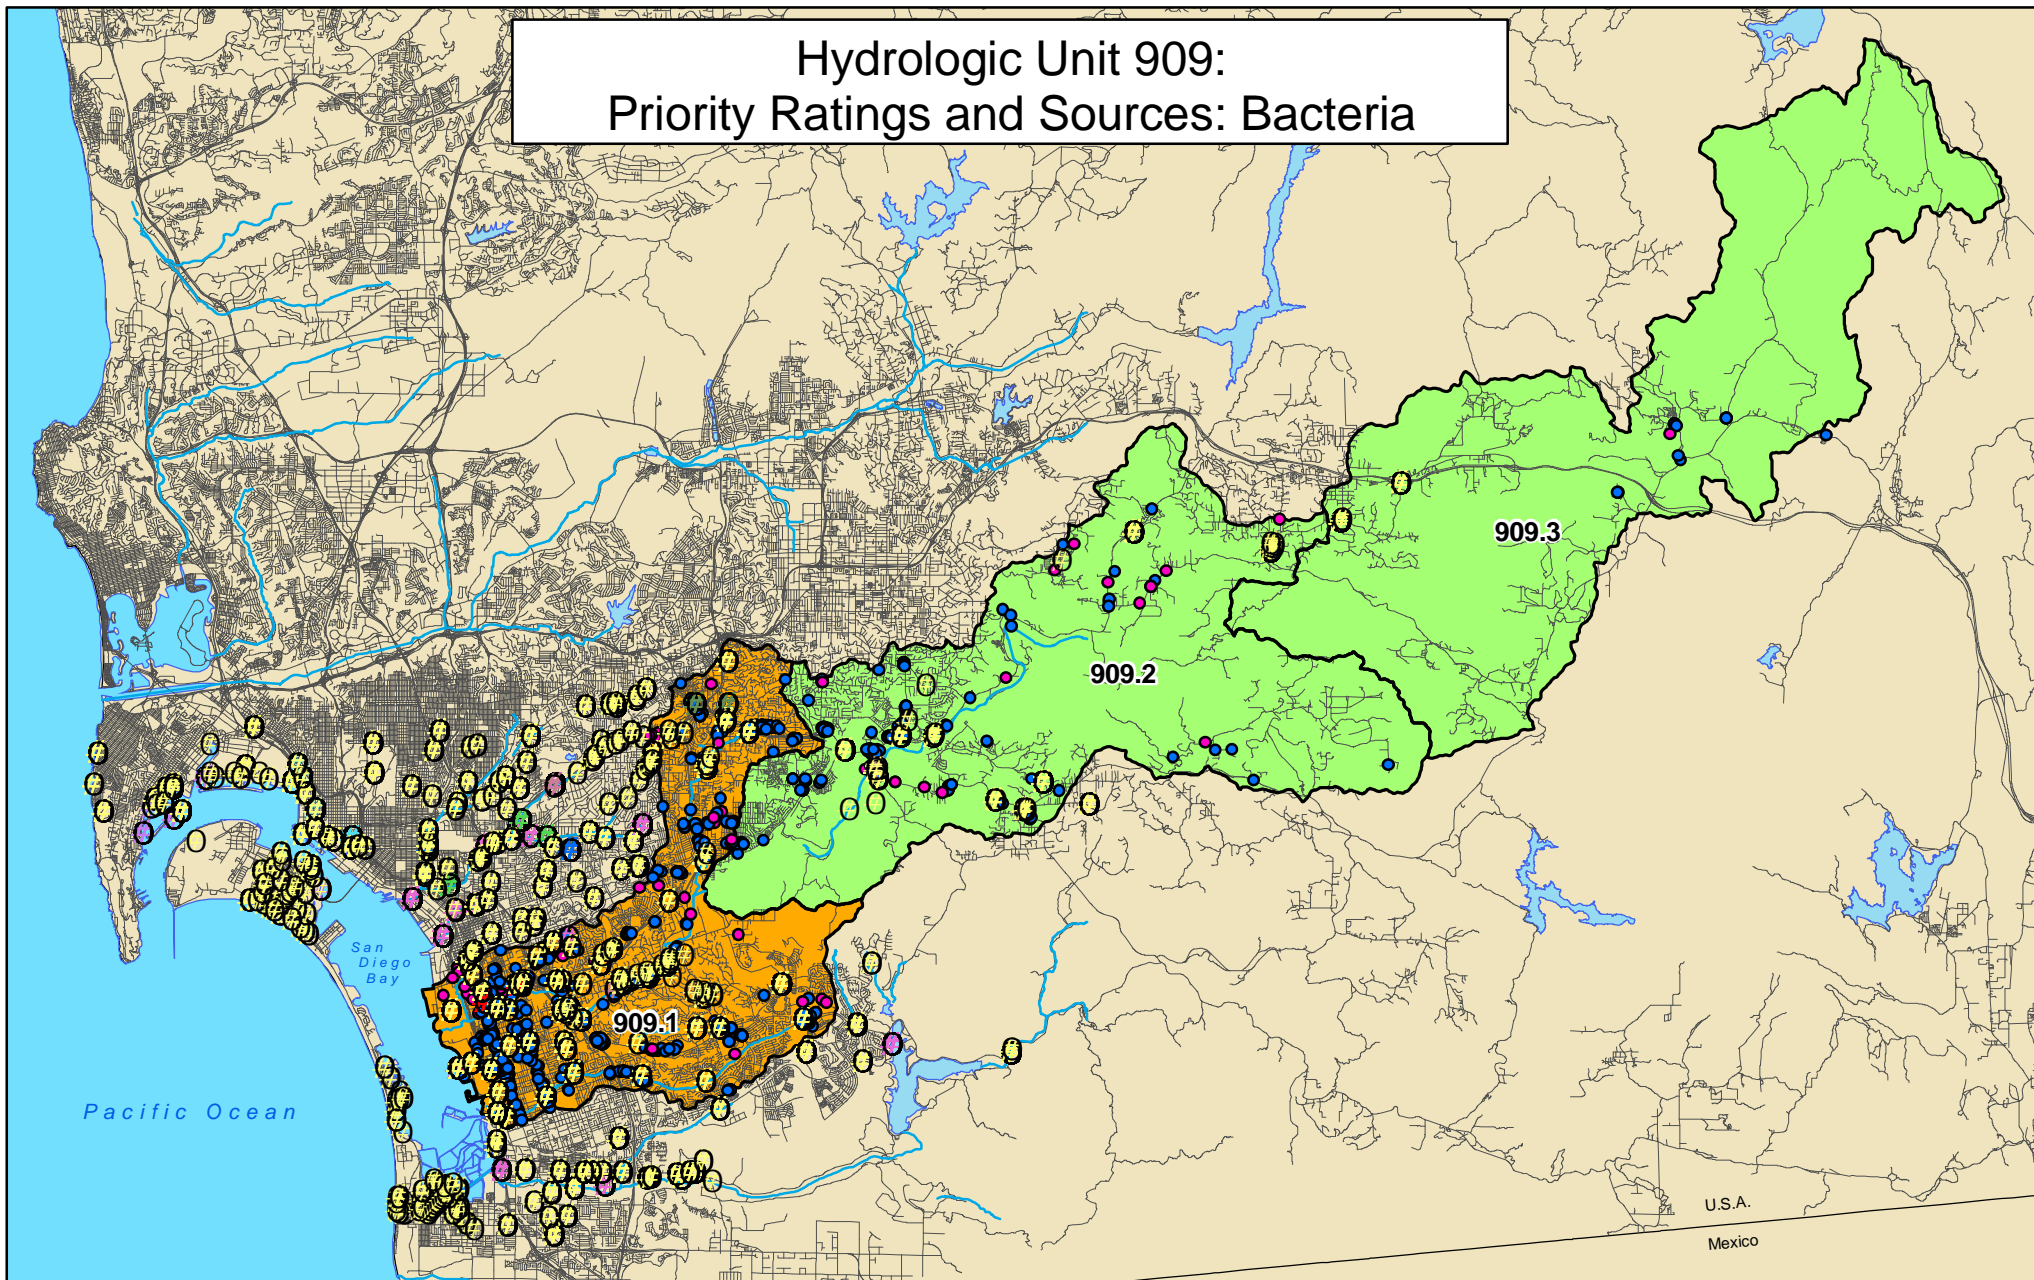 Hydrologic Unit 909:
Priority Ratings and Sources: Bacteria
909.3
909.2
San
Diego
Bay
909.1
Pacific Ocean
U.S.A.
Mexico